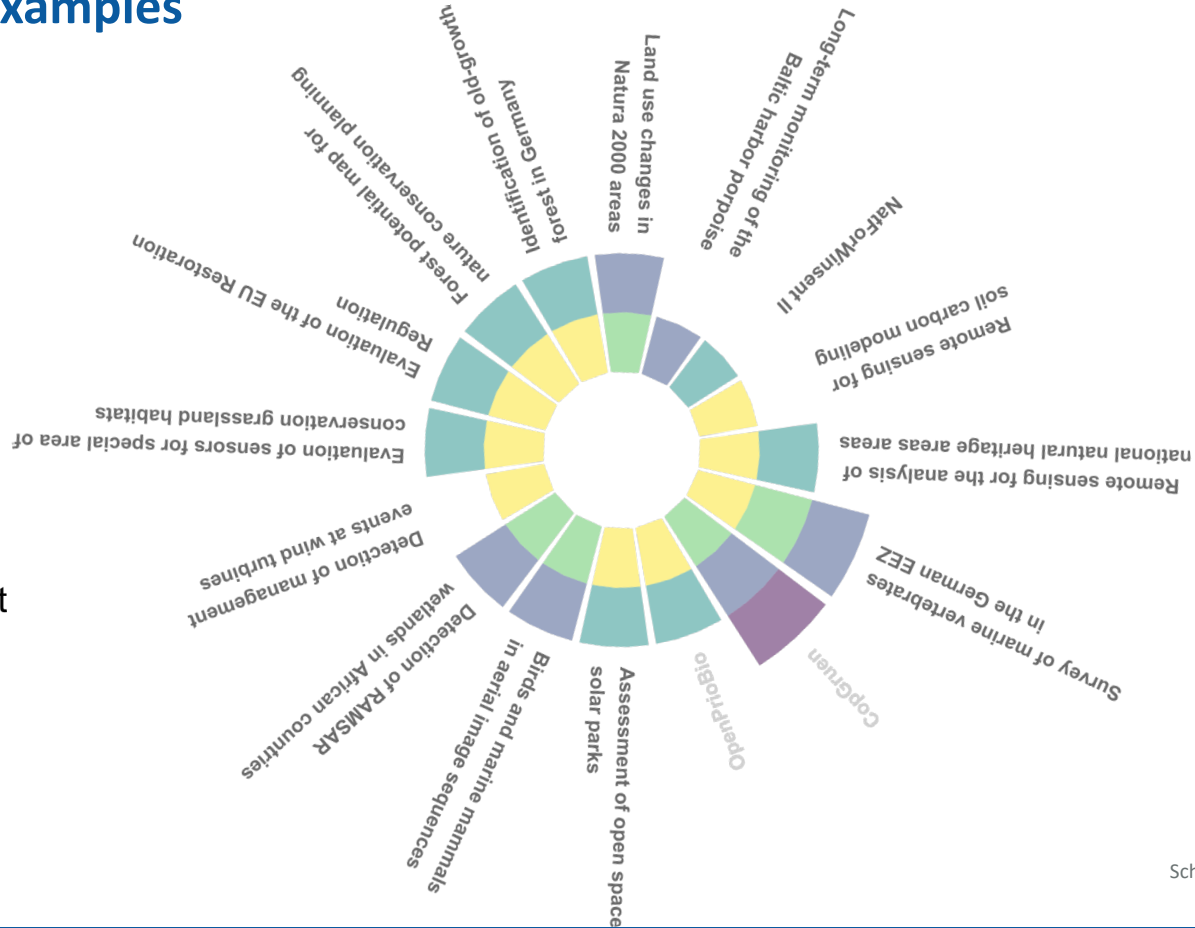 xamples
Land use changes in
Natura 2000 areas
Long-term monitoring of the
Baltic harbor porpoise
NatForWinsent II
Remote sensing for
soil carbon modeling
Remote sensing for the analysis of
national natural heritage areas areas
Survey of marine vertebrates
in the German EEZ
CopGruen
OpenPrioBio
Assessment of open space
solar parks
Birds and marine mammals
in aerial image sequences
Detection of RAMSAR
wetlands in African countries
Detection of management
events at wind turbines
Evaluation of sensors for special area of
conservation grassland habitats
Evaluation of the EU Restoration
Regulation
Forest potential map for
nature conservation planning
Identification of old-growth
forest in Germany
t
Sch